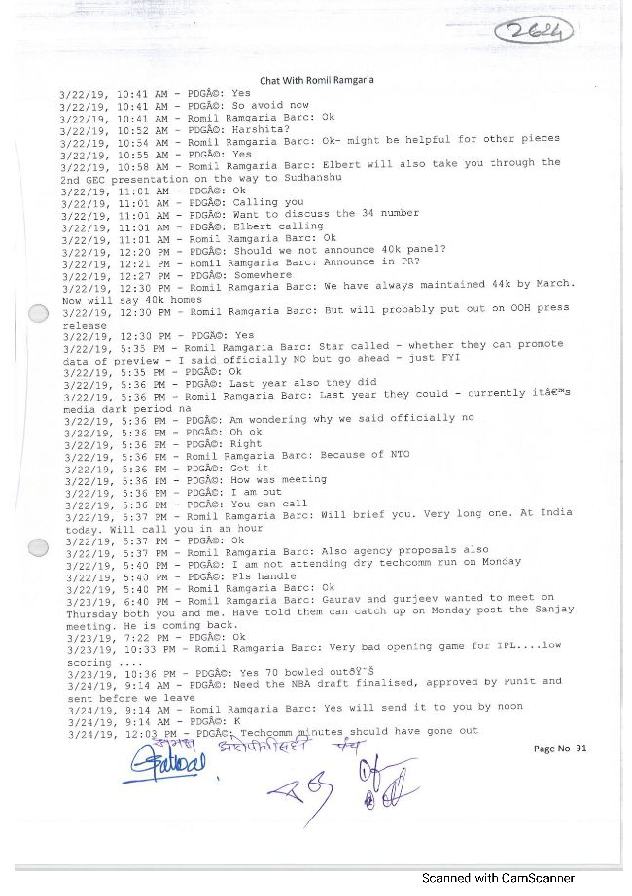 2624
Chat With Romil Ramgara
3/22/19, 10:41 AM - PDGÂ©: Yes
3/22/19, 10:41 AM - PDGÂ©: So avoid now
3/22/19, 10:41 AM - Romil Ramgaria Barc: Ok
3/22/19, 10:52 AM - PDGÂ©: Harshita?
3/22/19, 10:54 AM - Romil Ramgaria Barc: Ok- might be helpful for other pieces
3/22/19, 10:55 AM - PDGÂ©: Yes
3/22/19, 10:58 AM - Romil Ramgaria Barc: Elbert will also take you through the
2nd GEC presentation on the way to Sudhanshu
3/22/19, 11:01 AM - PDGÂ©: Ok
3/22/19, 11:01 AM - PDGÂ©: Calling you
3/22/19, 11:01 AM - PDGÂ©: Want to discuss the 34 number
3/22/19, 11:01 AM - PDGÂ©: Elbert calling
3/22/19, 11:01 AM - Romil Ramgaria Barc: Ok
3/22/19, 12:20 PM - PDGÂ©: Should we not announce 40k panel?
3/22/19, 12:21 PM - Romil Ramgaria Barc: Announce in PR?
3/22/19, 12:27 PM - PDGÂ©: Somewhere
3/22/19, 12:30 PM - Romil Ramgaria Barc: We have always maintained 44k by March.
Now will say 40k homes
3/22/19, 12:30 PM - Romil Ramgaria Barc: But will probably put out on OOH press
release
3/22/19, 12:30 PM - PDGÂ©: Yes
3/22/19, 5:35 PM - Romil Ramgaria Barc: Star called - whether they can promote
data of preview - I said officially NO but go ahead - just FYI
3/22/19, 5:35 PM - PDGÂ©: Ok
3/22/19, 5:36 PM - PDGÂ©: Last year also they did
3/22/19, 5:36 PM - Romil Ramgaria Barc: Last year they could - currently itâ€™s
media dark period na
3/22/19, 5:36 PM - PDGÂ©: Am wondering why we said officially no
3/22/19, 5:36 PM - PDGÂ©: Oh ok
3/22/19, 5:36 PM - PDGÂ©: Right
3/22/19, 5:36 PM - Romil Ramgaria Barc: Because of NTO
3/22/19, 5:36 PM - PDGÂ©: Got it
3/22/19, 5:36 PM - PDGÂ©: How was meeting
3/22/19, 5:36 PM - PDGÂ©: I am out
3/22/19, 5:36 PM - PDGÂ©: You can call
3/22/19, 5:37 PM - Romil Ramgaria Barc: Will brief you. Very long one. At India
today. Will call you in an hour
3/22/19, 5:37 PM - PDGÂ©: Ok
3/22/19, 5:37 PM - Romil Ramgaria Barc: Also agency proposals also
3/22/19, 5:40 PM - PDGÂ©: I am not attending dry techcomm run on Monday
3/22/19, 5:40 PM - PDGÂ©: Pls handle
3/22/19, 5:40 PM - Romil Ramgaria Barc: Ok
3/23/19, 6:40 PM - Romil Ramgaria Barc: Gaurav and gurjeev wanted to meet on
Thursday both you and me. Have told them can catch up on Monday post the Sanjay
meeting. He is coming back.
3/23/19, 7:22 PM - PDGÂ©: Ok
3/23/19, 10:33 PM - Romil Ramgaria Barc: Very bad opening game for IPL....low
scoring ....
3/23/19, 10:36 PM - PDGÂ©: Yes 70 bowled outðŸ˜Š
3/24/19, 9:14 AM - PDGÂ©: Need the NBA draft finalised, approved by Punit and
sent before we leave
3/24/19, 9:14 AM - Romil Ramgaria Barc: Yes will send it to you by noon
3/24/19, 9:14 AM - PDGÂ©: K
3/24/19, 12:03 PM - PDGÂ©: Techcomm minutes should have gone out
पंच
Page No 91
Scanned with CamScanner